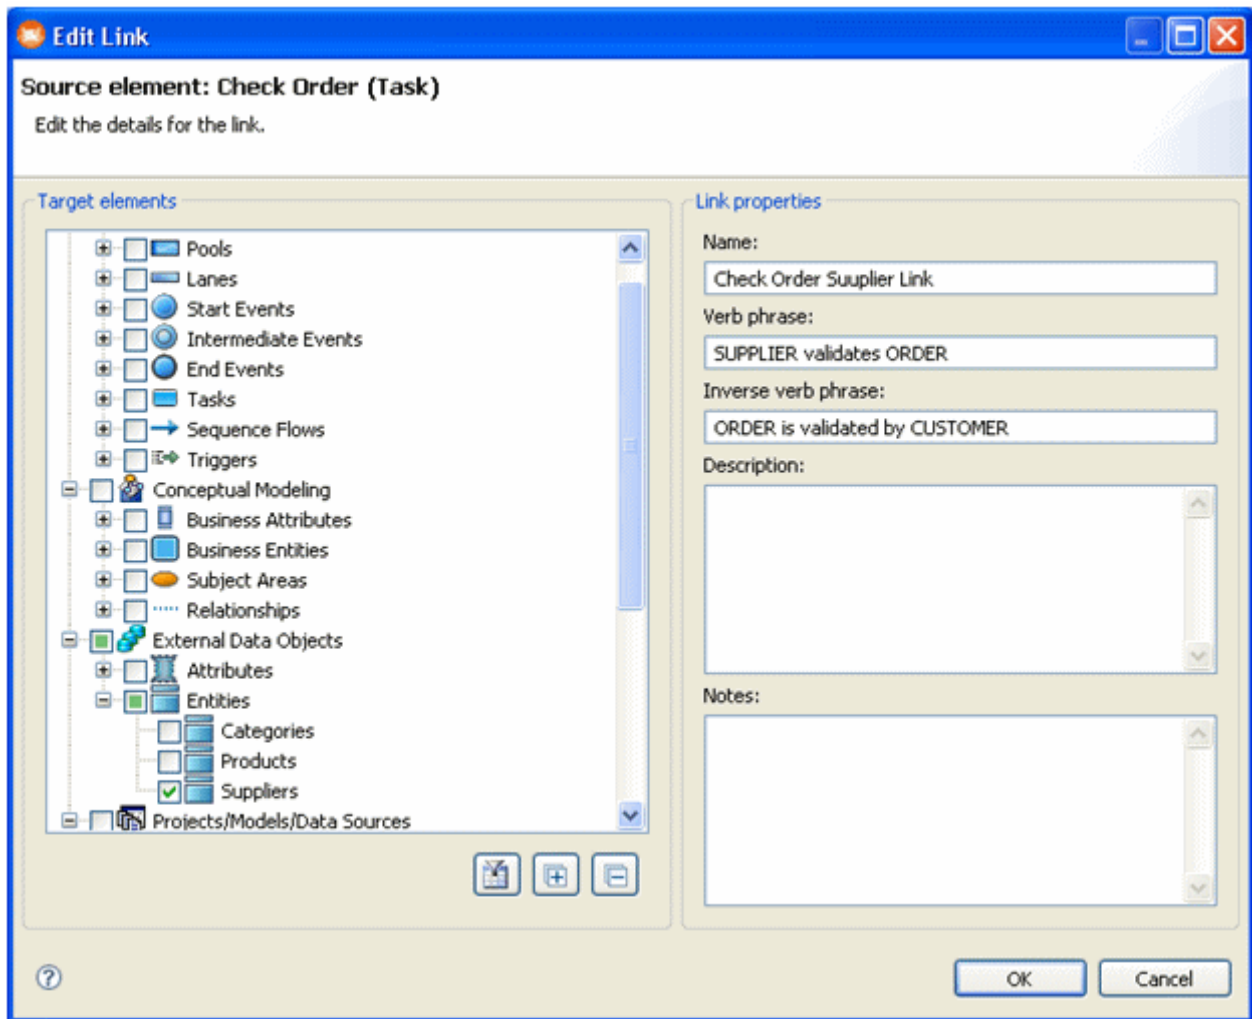 Edit Link
Source element: Check Order (Task)
Edit the details for the link.
Target elements
Pools
Lanes
Start Events
Intermediate Events
End Events
Tasks
Sequence Flows
Triggers
Conceptual Modeling
Business Attributes
Business Entities
Subject Areas
Relationships
External Data Objects
Attributes
Entities
Categories
Products
Suppliers
Projects/Models/Data Sources
Link properties
Name:
Check Order Suuplier Link
Verb phrase:
SUPPLIER validates ORDER
Inverse verb phrase:
ORDER is validated by CUSTOMER
Description:
Notes:
OK
Cancel